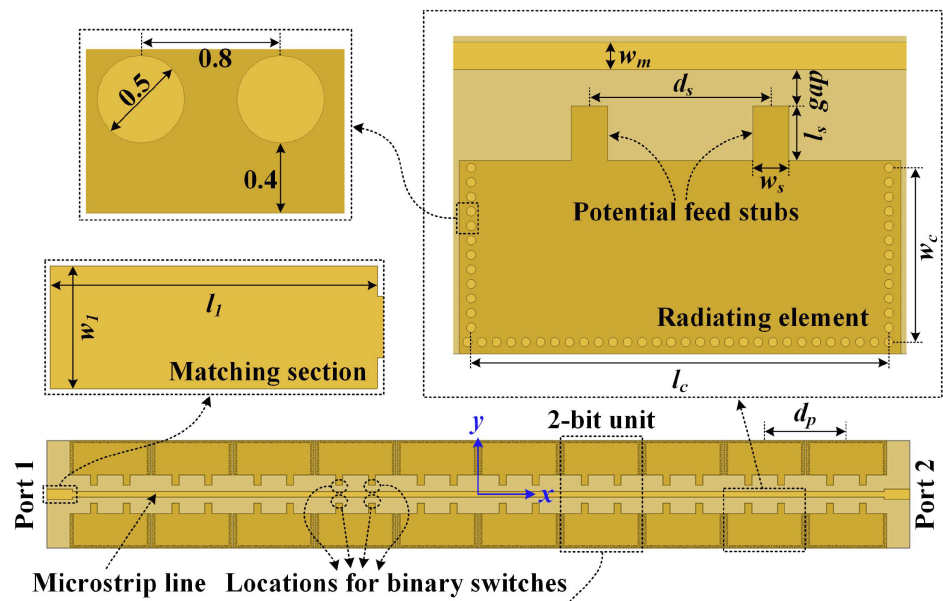 0.8
0.5
0.4
w_m
d_s
gap
l_s
w_s
Potential feed stubs
w_c
Radiating element
l_c
l_1
w_1
Matching section
2-bit unit
d_p
y
x
Port 1
Port 2
Microstrip line
Locations for binary switches